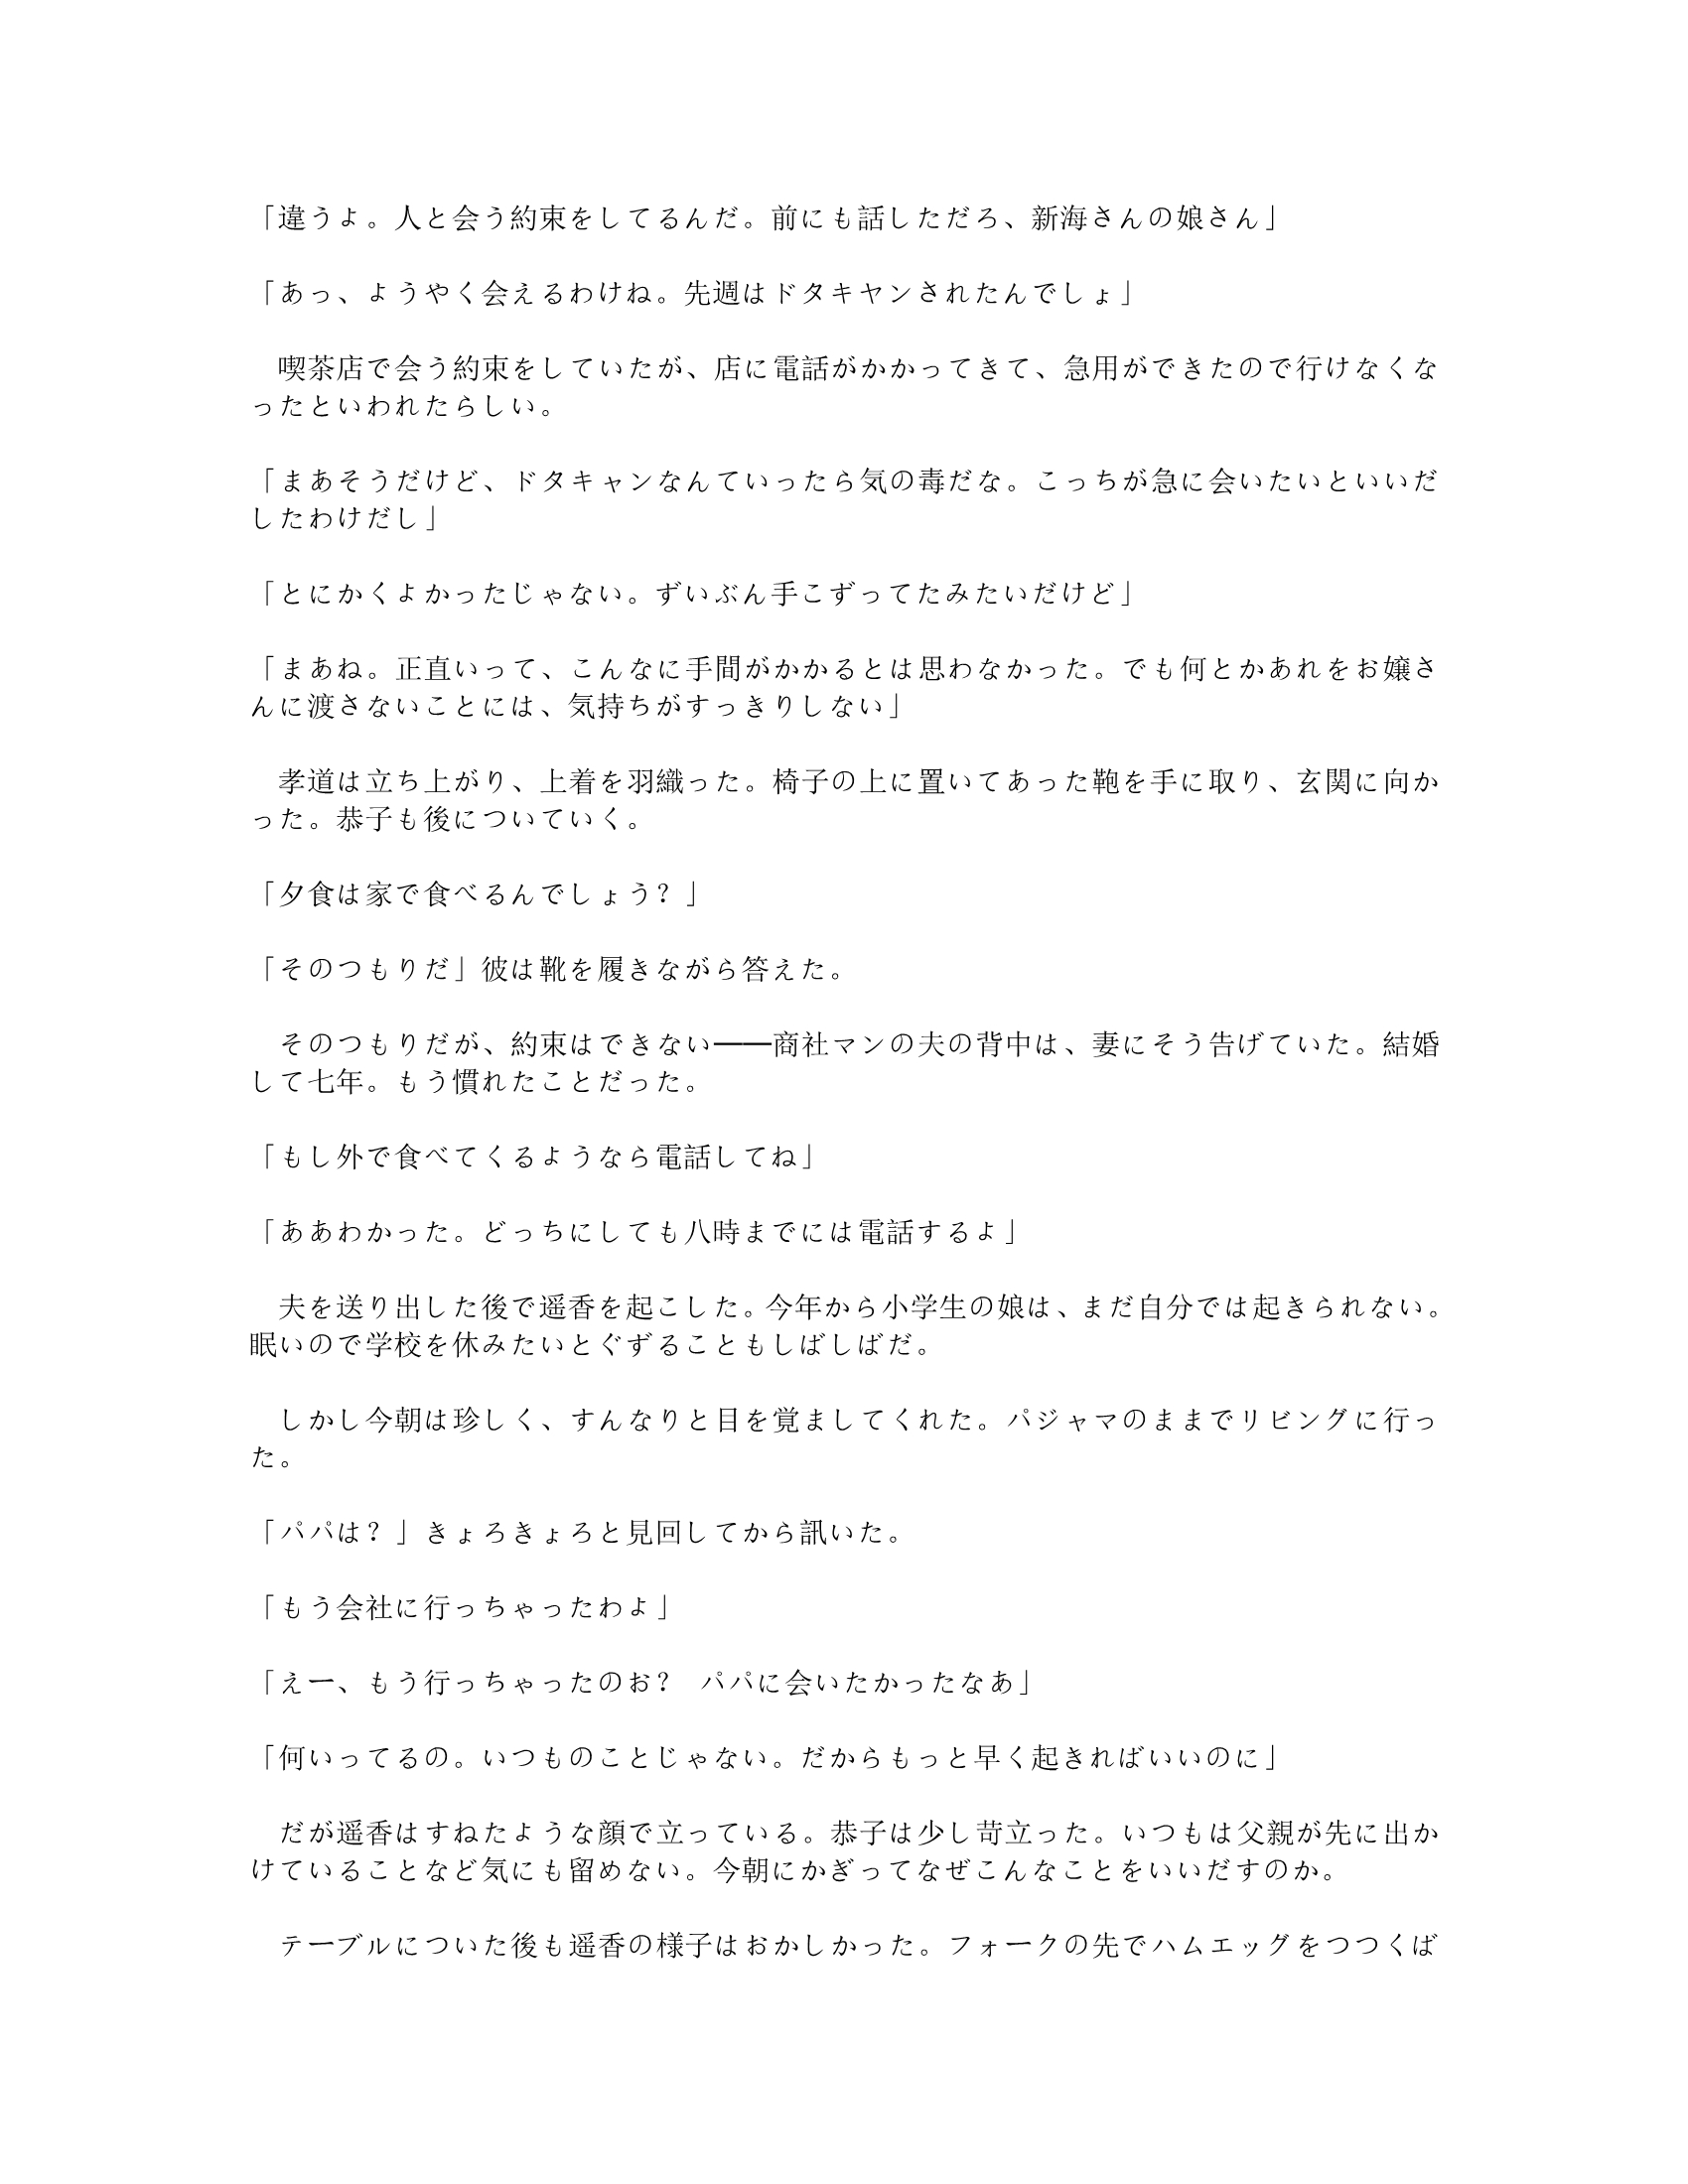 「違うよ。人と会う約束をしてるんだ。前にも話しただろ、新海さんの娘さん」
「あっ、ようやく会えるわけね。先週はドタキヤンされたんでしょ」
　喫茶店で会う約束をしていたが、店に電話がかかってきて、急用ができたので行けなくな
ったといわれたらしい。
「まあそうだけど、ドタキャンなんていったら気の毒だな。こっちが急に会いたいといいだ
したわけだし」
「とにかくよかったじゃない。ずいぶん手こずってたみたいだけど」
「まあね。正直いって、こんなに手間がかかるとは思わなかった。でも何とかあれをお嬢さ
んに渡さないことには、気持ちがすっきりしない」
　孝道は立ち上がり、上着を羽織った。椅子の上に置いてあった鞄を手に取り、玄関に向か
った。恭子も後についていく。
「夕食は家で食べるんでしょう？」
「そのつもりだ」彼は靴を履きながら答えた。
　そのつもりだが、約束はできない――商社マンの夫の背中は、妻にそう告げていた。結婚
して七年。もう慣れたことだった。
「もし外で食べてくるようなら電話してね」
「ああわかった。どっちにしても八時までには電話するよ」
　夫を送り出した後で遥香を起こした。今年から小学生の娘は、まだ自分では起きられない。
眠いので学校を休みたいとぐずることもしばしばだ。
　しかし今朝は珍しく、すんなりと目を覚ましてくれた。パジャマのままでリビングに行っ
た。
「パパは？」きょろきょろと見回してから訊いた。
「もう会社に行っちゃったわよ」
「えー、もう行っちゃったのお？　パパに会いたかったなあ」
「何いってるの。いつものことじゃない。だからもっと早く起きればいいのに」
　だが遥香はすねたような顔で立っている。恭子は少し苛立った。いつもは父親が先に出か
けていることなど気にも留めない。今朝にかぎってなぜこんなことをいいだすのか。
　テーブルについた後も遥香の様子はおかしかった。フォークの先でハムエッグをつつくば